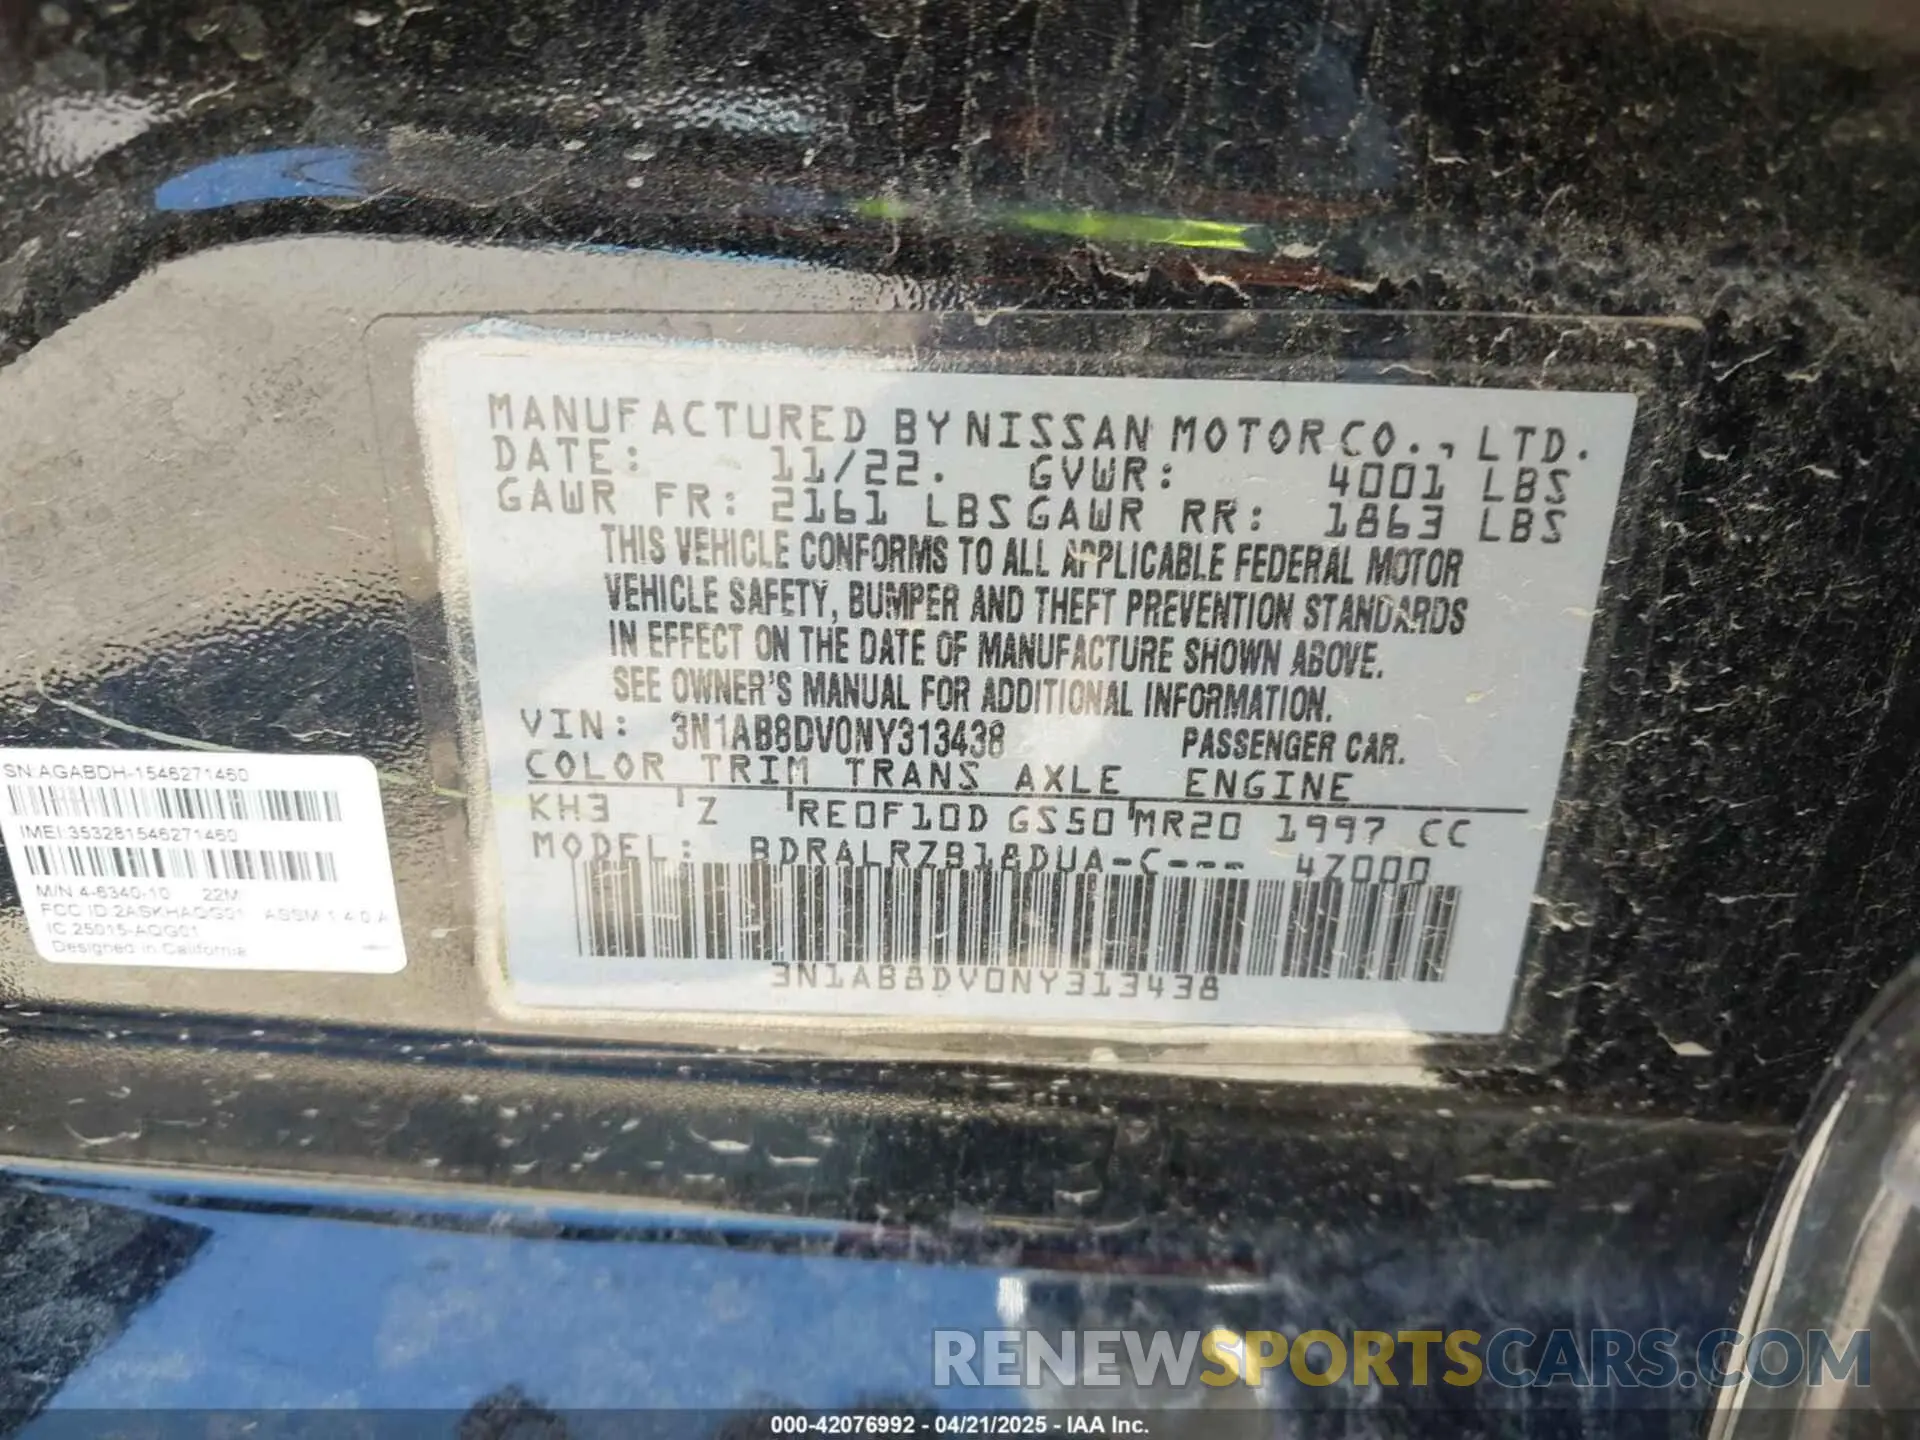 MANUFACTURED BY NISSAN MOTOR CO., LTD.
DATE: 11/22. GVWR: 4001 LBS
GAWR FR: 2161 LBS GAWR RR: 1863 LBS
THIS VEHICLE CONFORMS TO ALL APPLICABLE FEDERAL MOTOR
VEHICLE SAFETY, BUMPER AND THEFT PREVENTION STANDARDS
IN EFFECT ON THE DATE OF MANUFACTURE SHOWN ABOVE.
SEE OWNER'S MANUAL FOR ADDITIONAL INFORMATION.
VIN: 3N1AB8DV0NY313438 PASSENGER CAR.
COLOR TRIM TRANS AXLE ENGINE
KH3 Z RE0F10D GS50 MR20 1997 CC
MODEL: BDRALRZB18DUA-C--- 4Z000
3N1AB8DV0NY313438
SN:AGABDH-1546271460
IMEI:353281546271460
M/N 4-6340-10 22M
FCC ID:2ASKHAQG01 ASSM 1.4.0.A
IC:25015-AQG01
Designed in California
RENEWSPORTSCARS.COM
000-42076992 - 04/21/2025 - IAA Inc.